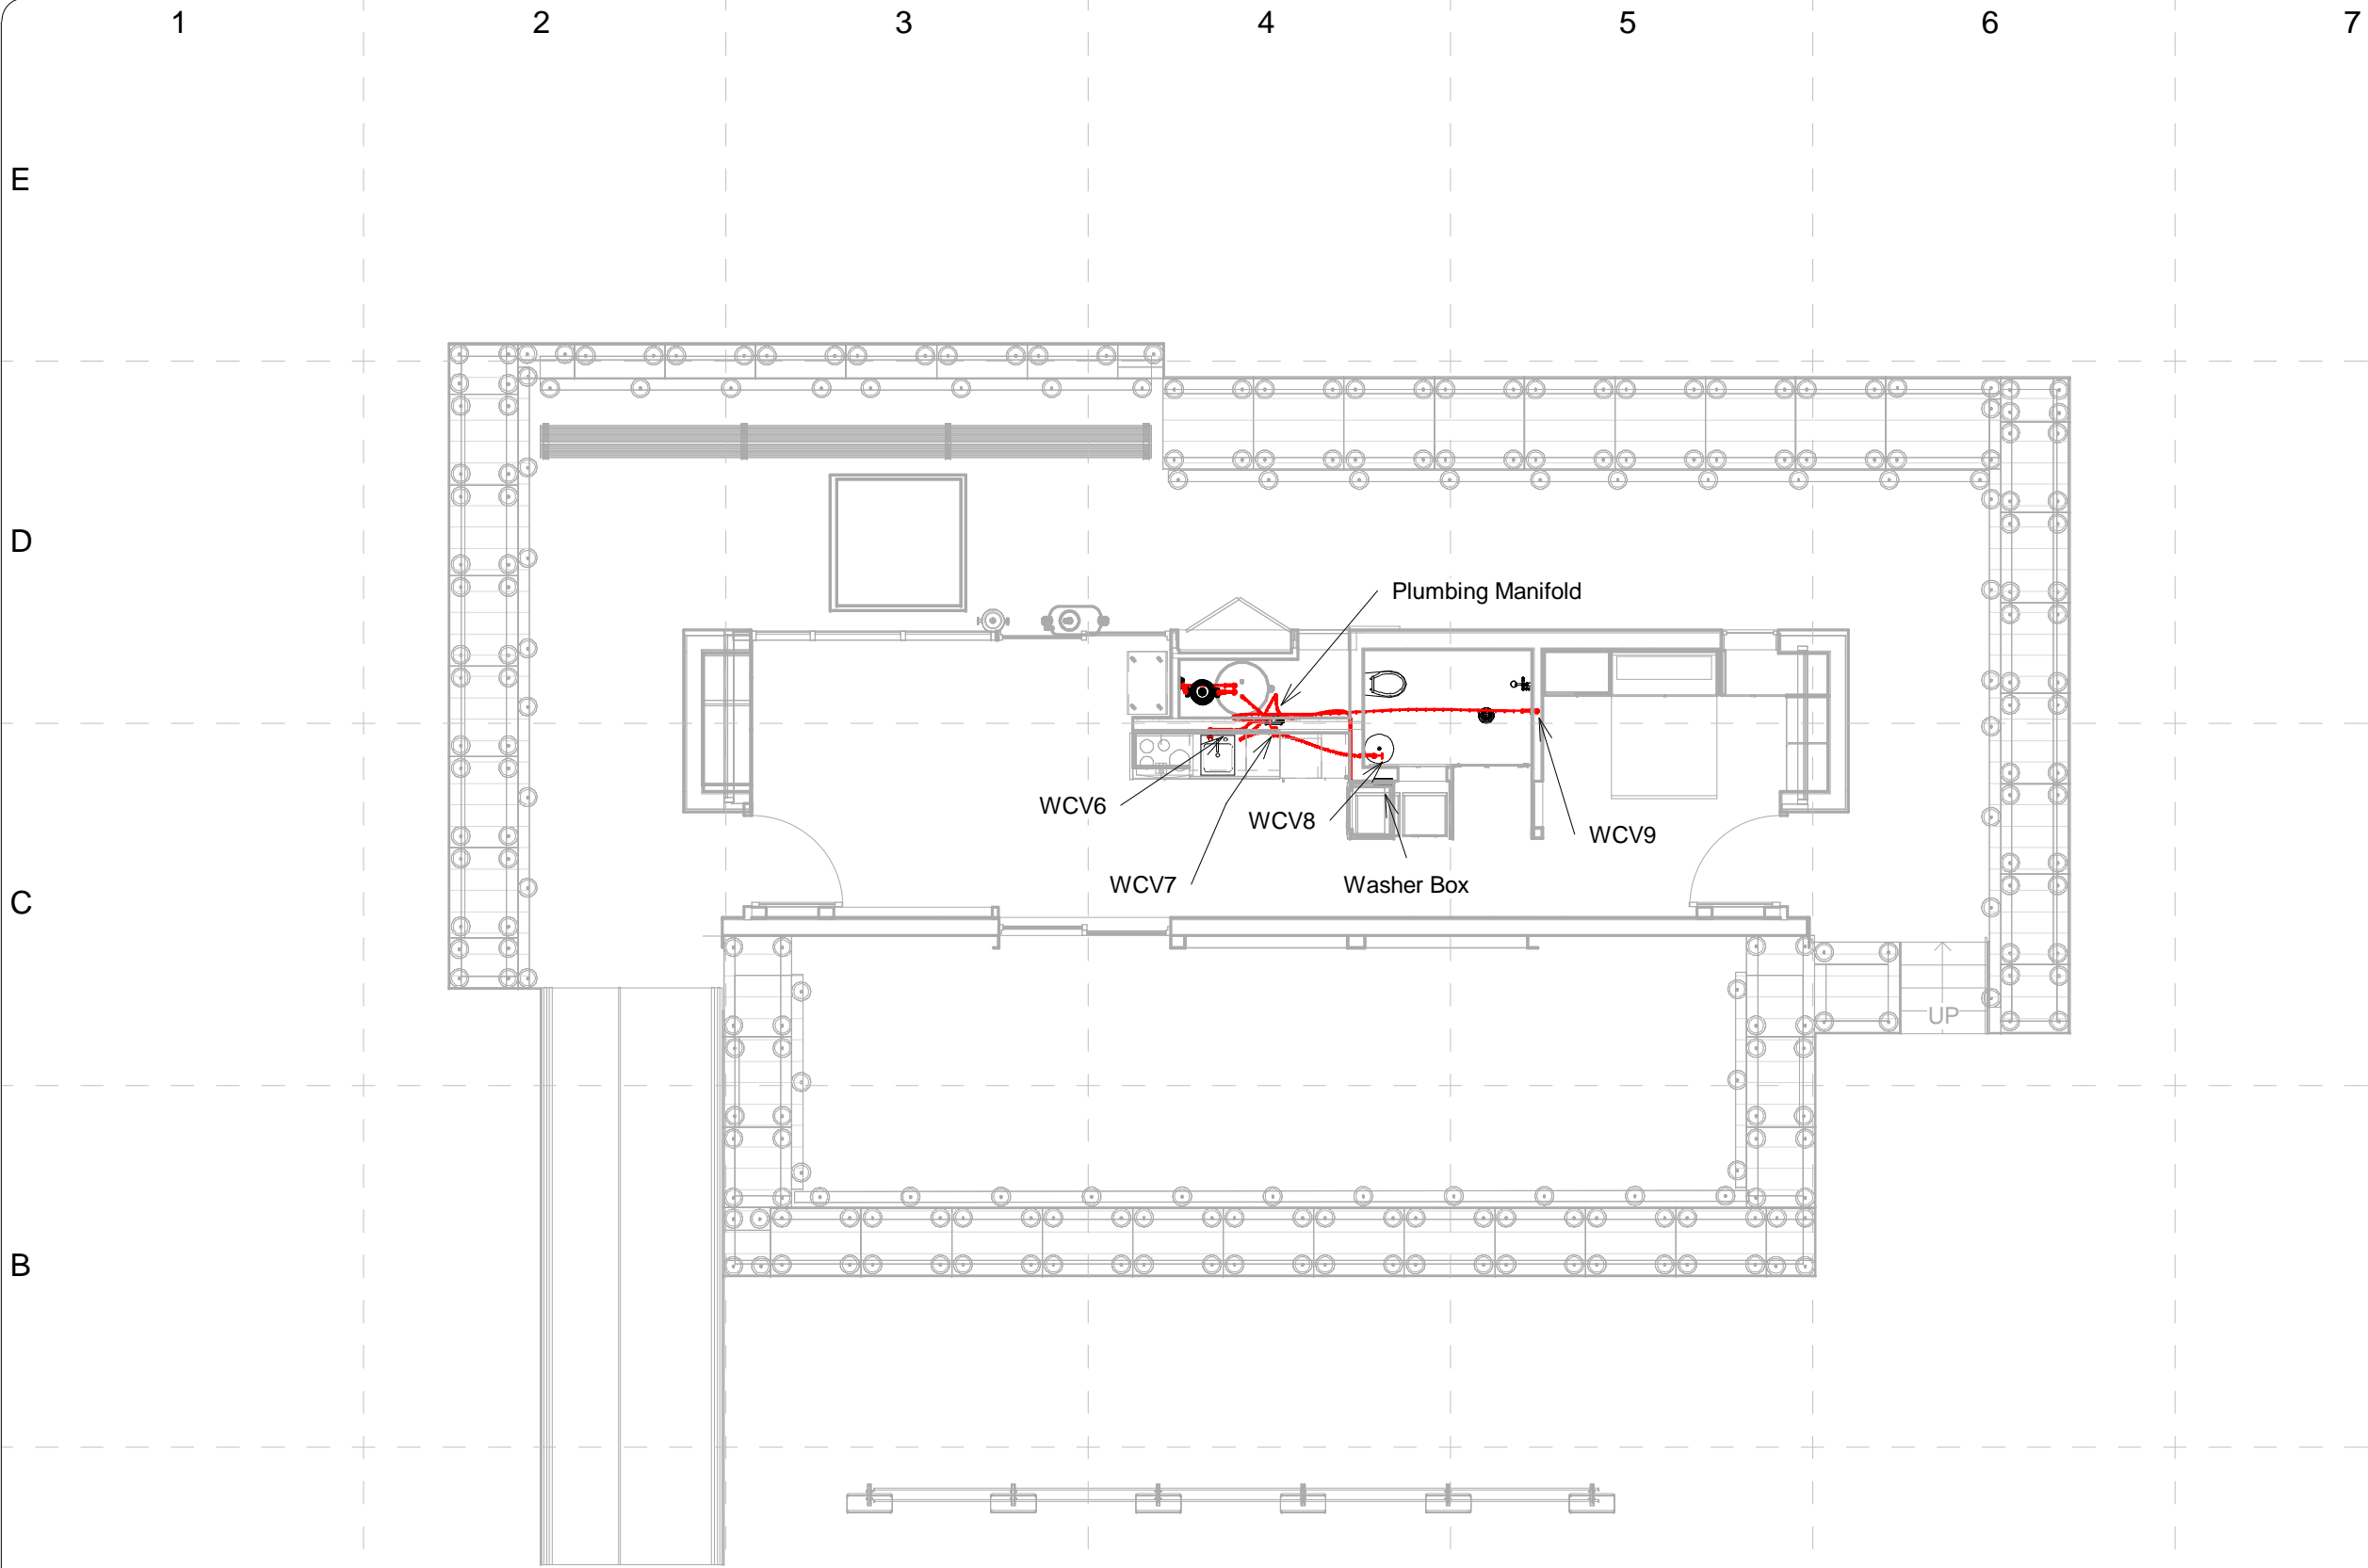 1 2 3 4 5 6 7
E
D
Plumbing Manifold
WCV6
WCV8
WCV9
WCV7
Washer Box
C
UP
B